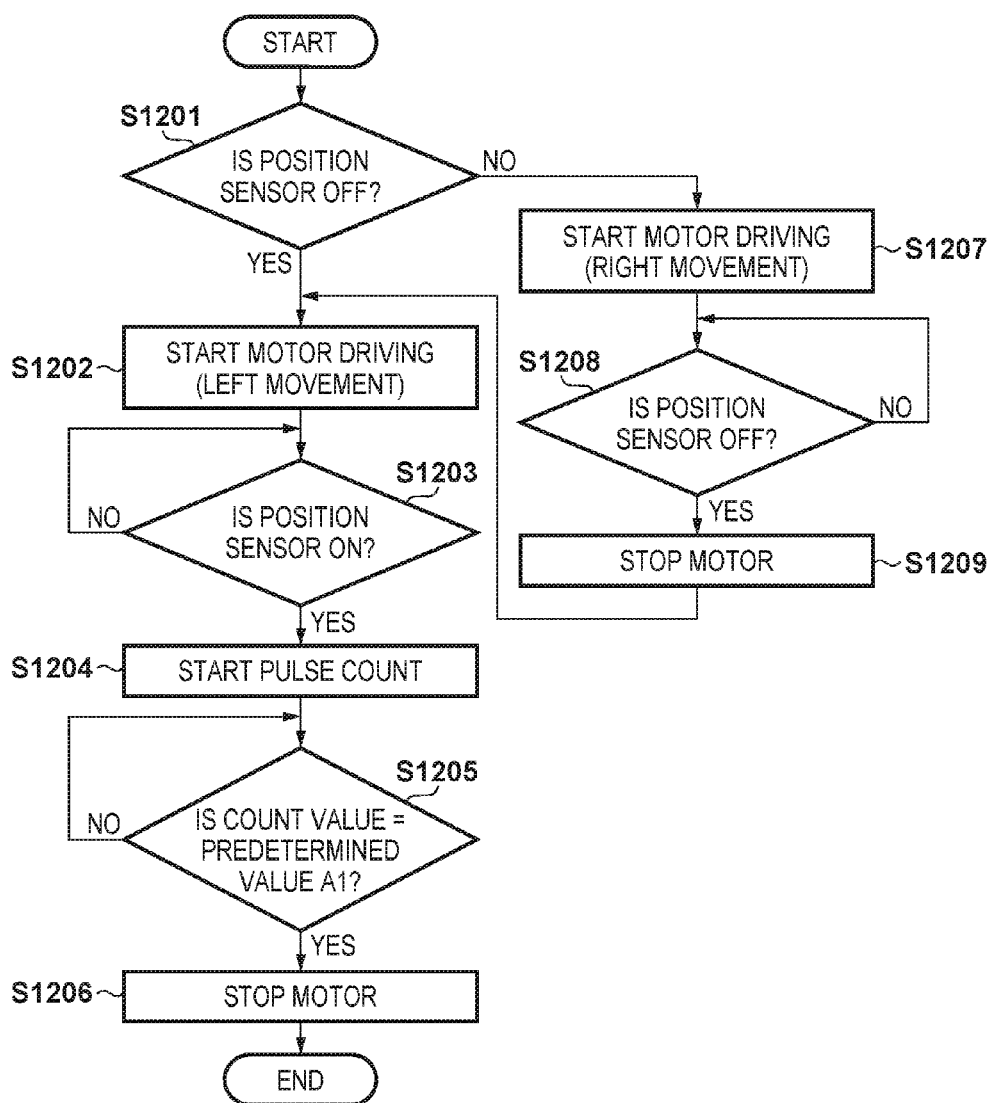 START
S1201
IS POSITION
SENSOR OFF?
NO
YES
START MOTOR DRIVING
(RIGHT MOVEMENT)
S1207
S1202
START MOTOR DRIVING
(LEFT MOVEMENT)
S1208
IS POSITION
SENSOR OFF?
NO
YES
S1203
IS POSITION
SENSOR ON?
NO
YES
STOP MOTOR
S1209
S1204
START PULSE COUNT
S1205
IS COUNT VALUE =
PREDETERMINED
VALUE A1?
NO
YES
S1206
STOP MOTOR
END